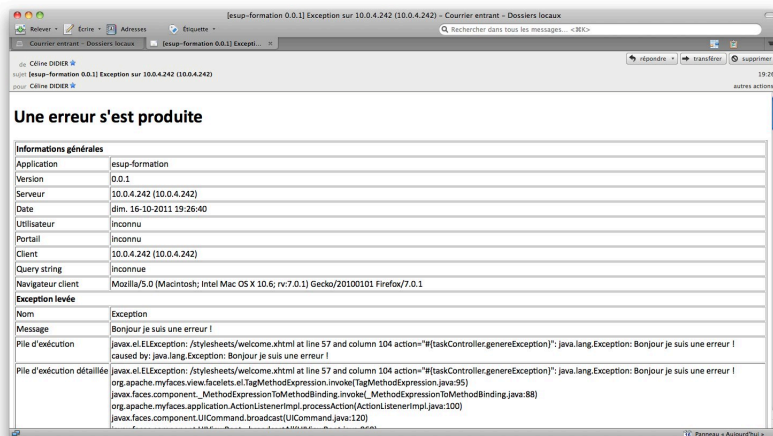 [esup-formation 0.0.1] Exception sur 10.0.4.242 (10.0.4.242) – Courrier entrant – Dossiers locaux
Relever Écrire Adresses Étiquette Rechercher dans tous les messages... <⌘K>
Courrier entrant – Dossiers locaux [esup-formation 0.0.1] Excepti...
de Céline DIDIER répondre transférer supprimer
sujet [esup-formation 0.0.1] Exception sur 10.0.4.242 (10.0.4.242)
pour Céline DIDIER autres actions
Une erreur s'est produite
Informations générales
Application esup-formation
Version 0.0.1
Serveur 10.0.4.242 (10.0.4.242)
Date dim. 16-10-2011 19:26:40
Utilisateur inconnu
Portail inconnu
Client 10.0.4.242 (10.0.4.242)
Query string inconnue
Navigateur client Mozilla/5.0 (Macintosh; Intel Mac OS X 10.6; rv:7.0.1) Gecko/20100101 Firefox/7.0.1
Exception levée
Nom Exception
Message Bonjour je suis une erreur !
Pile d'exécution javax.el.ELException: /stylesheets/welcome.xhtml at line 57 and column 104 action="#{taskController.genereException}": java.lang.Exception: Bonjour je suis une erreur !
caused by: java.lang.Exception: Bonjour je suis une erreur !
Pile d'exécution détaillée javax.el.ELException: /stylesheets/welcome.xhtml at line 57 and column 104 action="#{taskController.genereException}": java.lang.Exception: Bonjour je suis une erreur !
org.apache.myfaces.view.facelets.el.TagMethodExpression.invoke(TagMethodExpression.java:95)
javax.faces.component._MethodExpressionToMethodBinding.invoke(_MethodExpressionToMethodBinding.java:88)
org.apache.myfaces.application.ActionListenerImpl.processAction(ActionListenerImpl.java:100)
javax.faces.component.UICommand.broadcast(UICommand.java:120)
Panneau « Aujourd'hui »